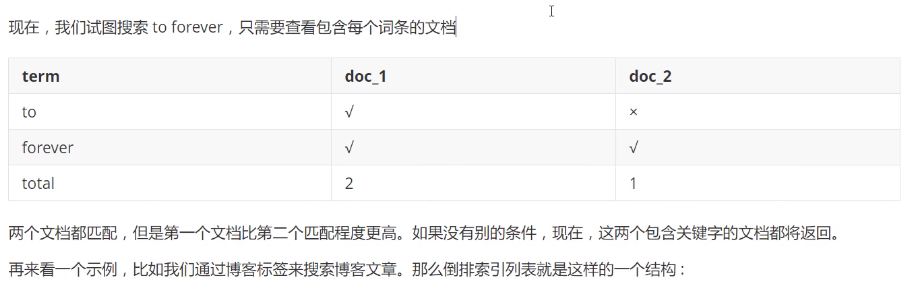 现在，我们试图搜索 to forever，只需要查看包含每个词条的文档
term doc_1 doc_2
to √ ×
forever √ √
total 2 1
两个文档都匹配，但是第一个文档比第二个匹配程度更高。如果没有别的条件，现在，这两个包含关键字的文档都将返回。
再来看一个示例，比如我们通过博客标签来搜索博客文章。那么倒排索引列表就是这样的一个结构：